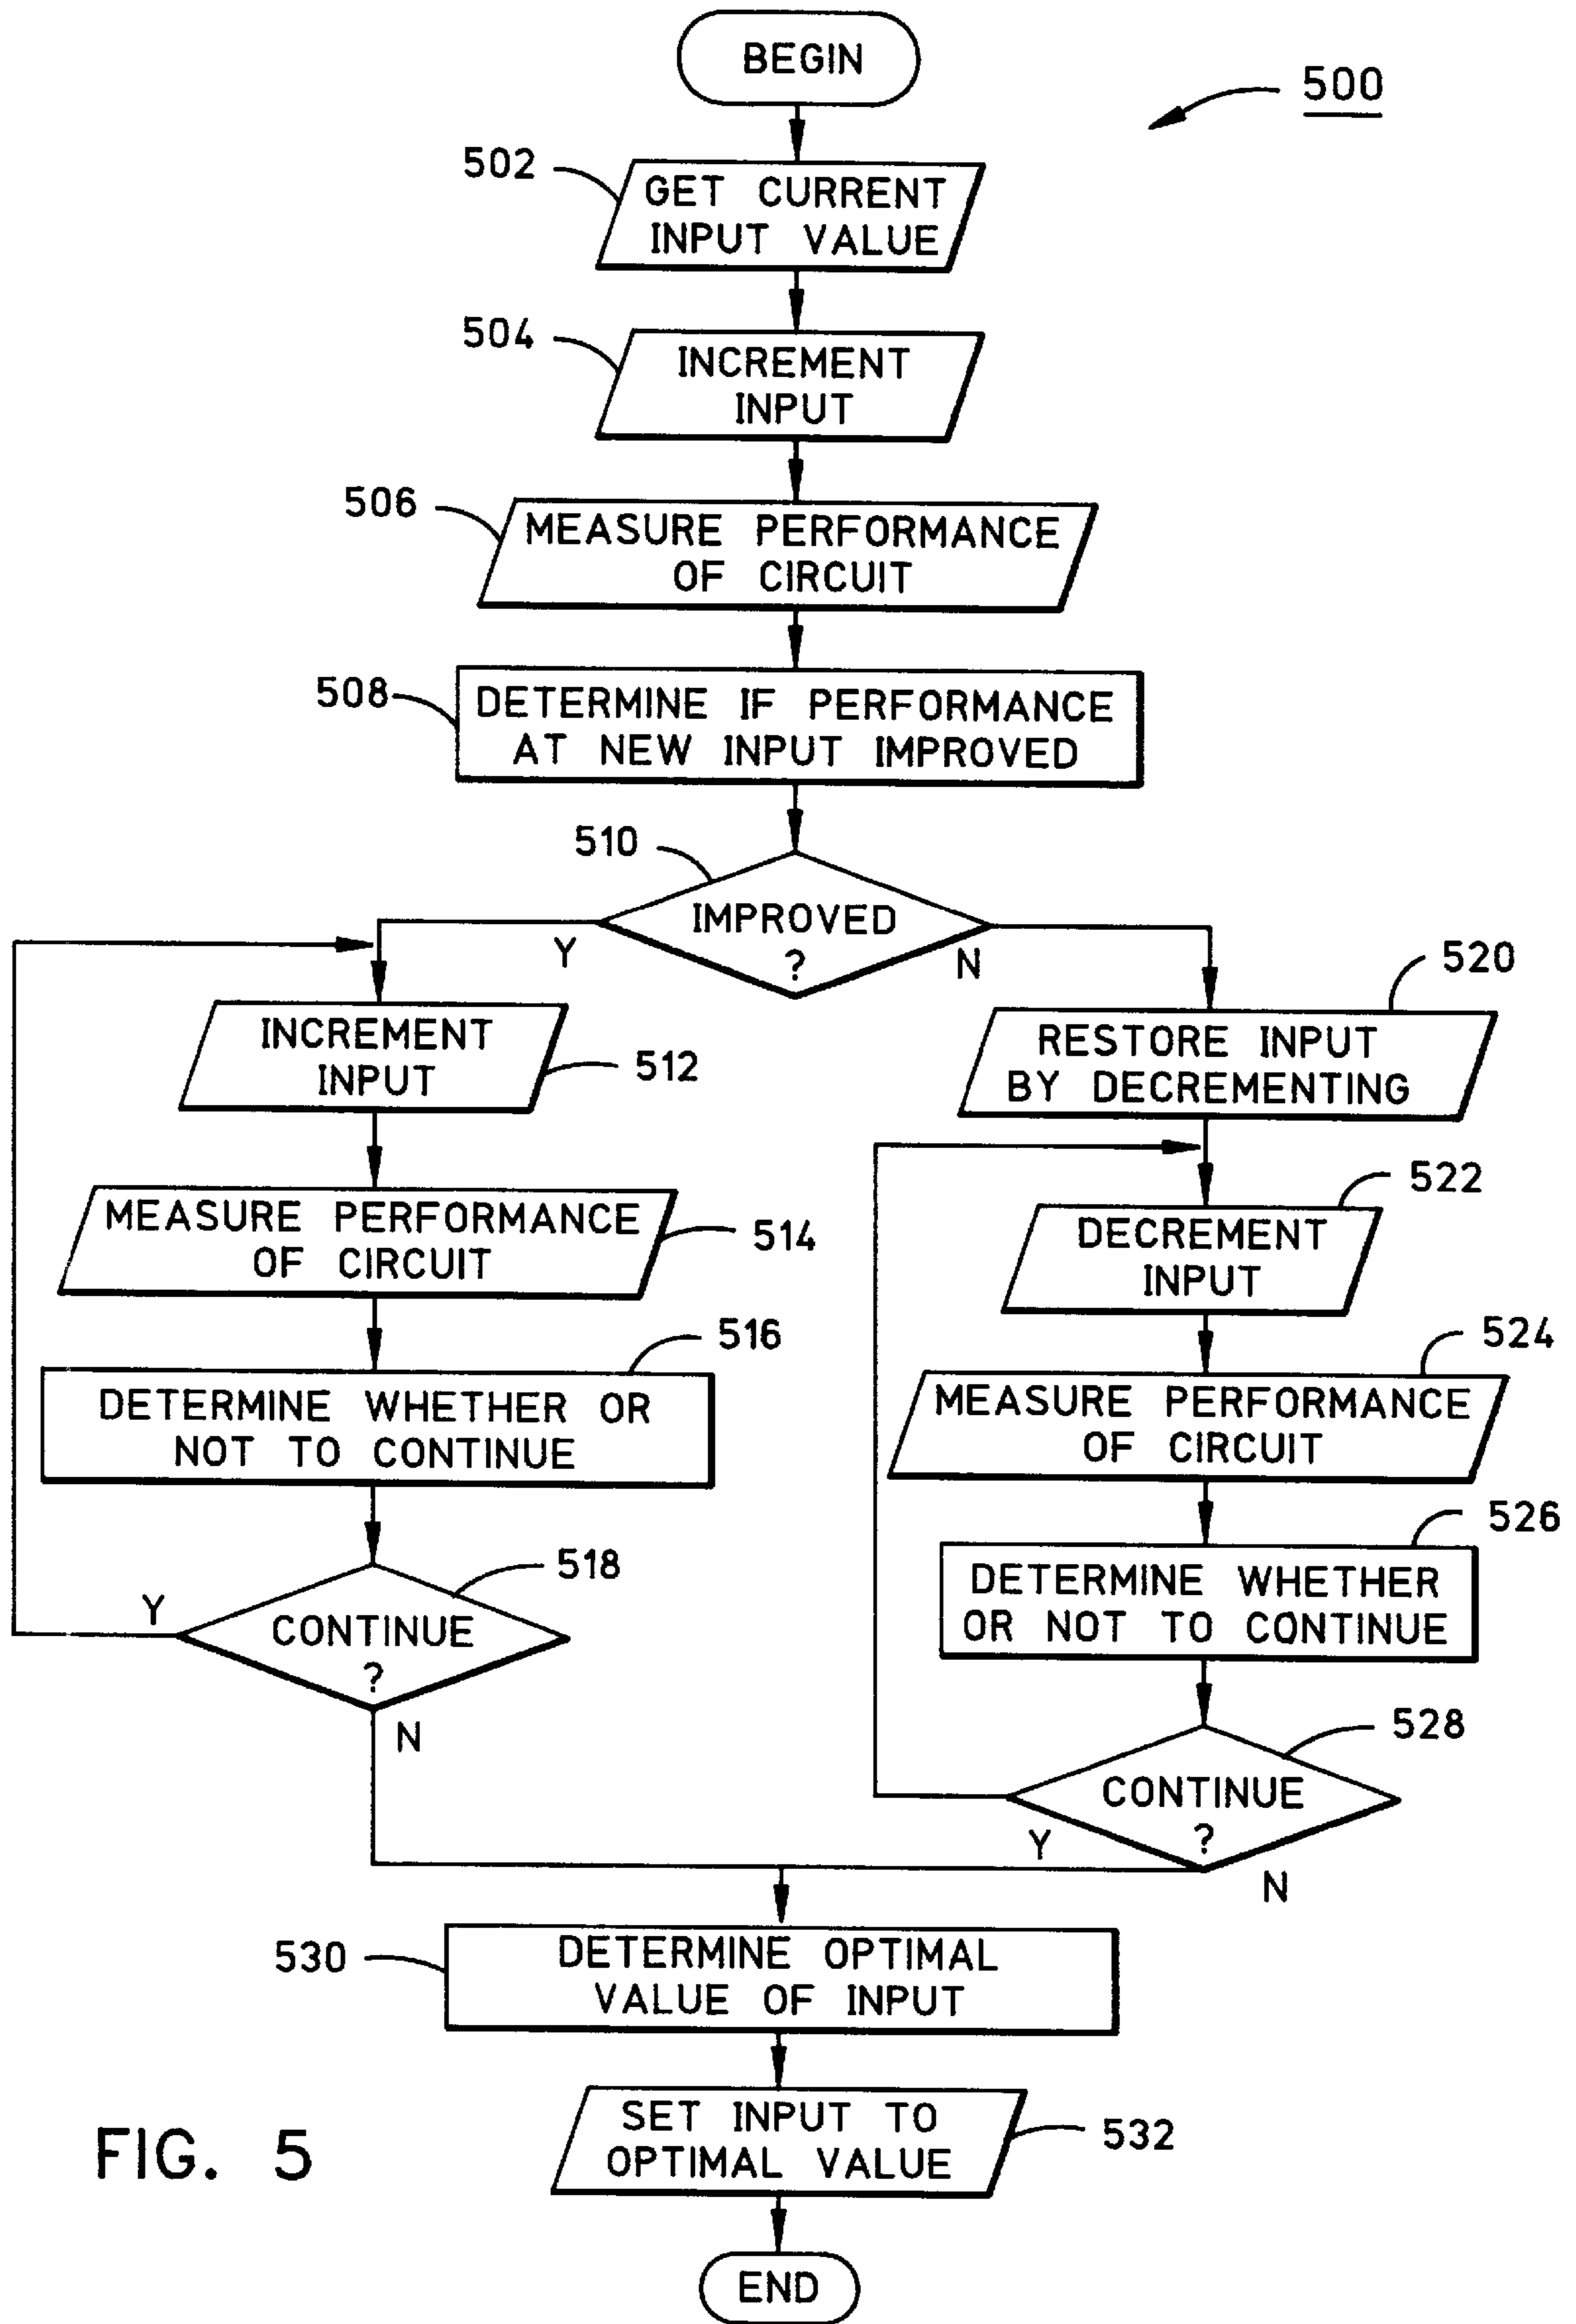 BEGIN
500
502
GET CURRENT
INPUT VALUE
504
INCREMENT
INPUT
506
MEASURE PERFORMANCE
OF CIRCUIT
508
DETERMINE IF PERFORMANCE
AT NEW INPUT IMPROVED
510
IMPROVED
?
Y
N
INCREMENT
INPUT
512
MEASURE PERFORMANCE
OF CIRCUIT
514
516
DETERMINE WHETHER OR
NOT TO CONTINUE
518
CONTINUE
?
Y
N
520
RESTORE INPUT
BY DECREMENTING
522
DECREMENT
INPUT
524
MEASURE PERFORMANCE
OF CIRCUIT
526
DETERMINE WHETHER
OR NOT TO CONTINUE
528
CONTINUE
?
Y
N
530
DETERMINE OPTIMAL
VALUE OF INPUT
SET INPUT TO
OPTIMAL VALUE
532
END
FIG. 5